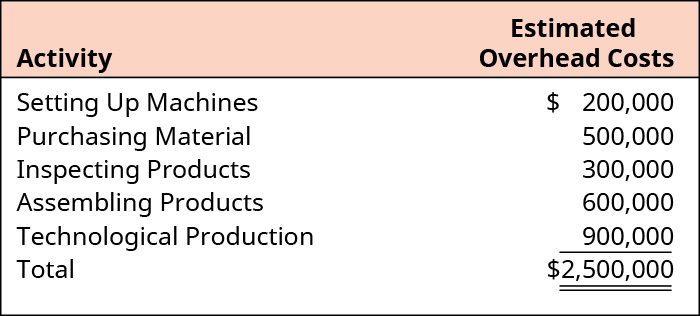 Activity Estimated Overhead Costs
Setting Up Machines $ 200,000
Purchasing Material 500,000
Inspecting Products 300,000
Assembling Products 600,000
Technological Production 900,000
Total $2,500,000